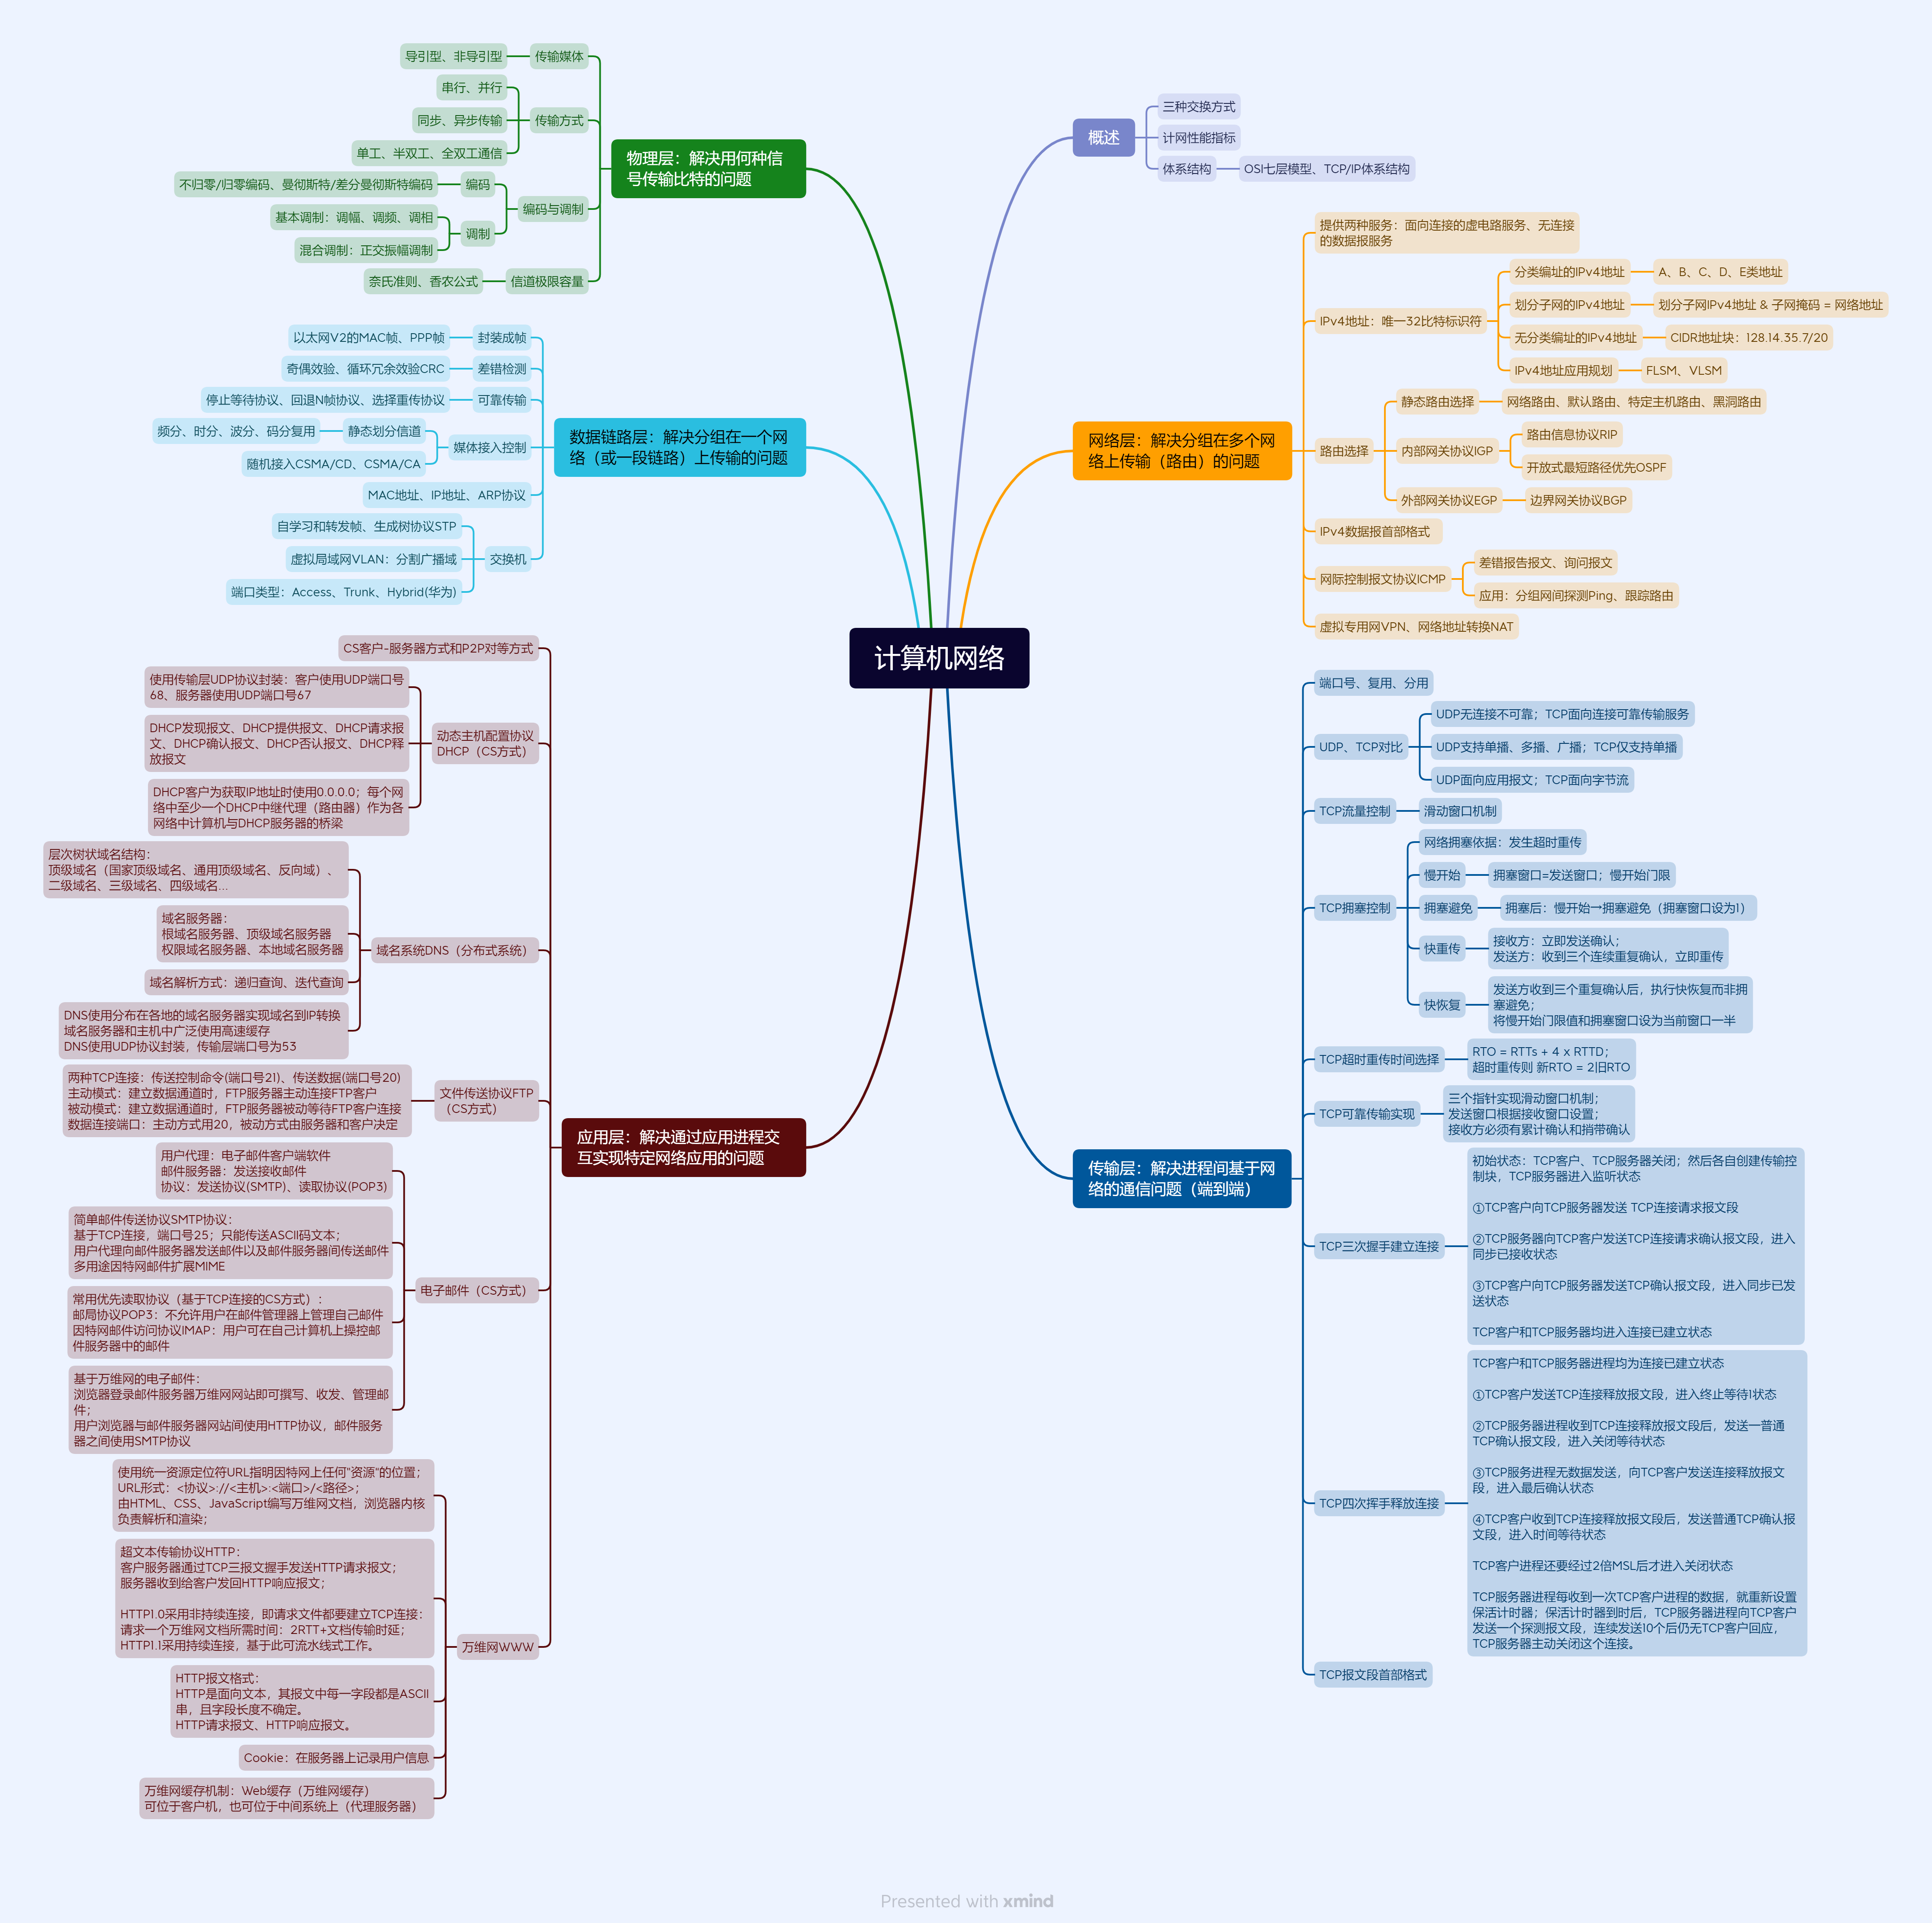 计算机网络
概述
三种交换方式
计网性能指标
体系结构
OSI七层模型、TCP/IP体系结构
网络层：解决分组在多个网
络上传输（路由）的问题
提供两种服务：面向连接的虚电路服务、无连接
的数据报服务
IPv4地址：唯一32比特标识符
分类编址的IPv4地址
A、B、C、D、E类地址
划分子网的IPv4地址
划分子网IPv4地址 & 子网掩码 = 网络地址
无分类编址的IPv4地址
CIDR地址块：128.14.35.7/20
IPv4地址应用规划
FLSM、VLSM
路由选择
静态路由选择
网络路由、默认路由、特定主机路由、黑洞路由
内部网关协议IGP
路由信息协议RIP
开放式最短路径优先OSPF
外部网关协议EGP
边界网关协议BGP
IPv4数据报首部格式
网际控制报文协议ICMP
差错报告报文、询问报文
应用：分组网间探测Ping、跟踪路由
虚拟专用网VPN、网络地址转换NAT
传输层：解决进程间基于网
络的通信问题（端到端）
端口号、复用、分用
UDP、TCP对比
UDP无连接不可靠；TCP面向连接可靠传输服务
UDP支持单播、多播、广播；TCP仅支持单播
UDP面向应用报文；TCP面向字节流
TCP流量控制
滑动窗口机制
TCP拥塞控制
网络拥塞依据：发生超时重传
慢开始
拥塞窗口=发送窗口；慢开始门限
拥塞避免
拥塞后：慢开始→拥塞避免（拥塞窗口设为1）
快重传
接收方：立即发送确认；
发送方：收到三个连续重复确认，立即重传
快恢复
发送方收到三个重复确认后，执行快恢复而非拥
塞避免；
将慢开始门限值和拥塞窗口设为当前窗口一半
TCP超时重传时间选择
RTO = RTTs + 4 x RTTD；
超时重传则 新RTO = 2旧RTO
TCP可靠传输实现
三个指针实现滑动窗口机制；
发送窗口根据接收窗口设置；
接收方必须有累计确认和捎带确认
TCP三次握手建立连接
初始状态：TCP客户、TCP服务器关闭；然后各自创建传输控
制块，TCP服务器进入监听状态
①TCP客户向TCP服务器发送 TCP连接请求报文段
②TCP服务器向TCP客户发送TCP连接请求确认报文段，进入
同步已接收状态
③TCP客户向TCP服务器发送TCP确认报文段，进入同步已发
送状态
TCP客户和TCP服务器均进入连接已建立状态
TCP四次挥手释放连接
TCP客户和TCP服务器进程均为连接已建立状态
①TCP客户发送TCP连接释放报文段，进入终止等待1状态
②TCP服务器进程收到TCP连接释放报文段后，发送一普通
TCP确认报文段，进入关闭等待状态
③TCP服务进程无数据发送，向TCP客户发送连接释放报文
段，进入最后确认状态
④TCP客户收到TCP连接释放报文段后，发送普通TCP确认报
文段，进入时间等待状态
TCP客户进程还要经过2倍MSL后才进入关闭状态
TCP服务器进程每收到一次TCP客户进程的数据，就重新设置
保活计时器；保活计时器到时后，TCP服务器进程向TCP客户
发送一个探测报文段，连续发送10个后仍无TCP客户回应，
TCP服务器主动关闭这个连接。
TCP报文段首部格式
物理层：解决用何种信
号传输比特的问题
传输媒体
导引型、非导引型
传输方式
串行、并行
同步、异步传输
单工、半双工、全双工通信
编码与调制
编码
不归零/归零编码、曼彻斯特/差分曼彻斯特编码
调制
基本调制：调幅、调频、调相
混合调制：正交振幅调制
信道极限容量
奈氏准则、香农公式
数据链路层：解决分组在一个网
络（或一段链路）上传输的问题
封装成帧
以太网V2的MAC帧、PPP帧
差错检测
奇偶效验、循环冗余效验CRC
可靠传输
停止等待协议、回退N帧协议、选择重传协议
媒体接入控制
静态划分信道
频分、时分、波分、码分复用
随机接入CSMA/CD、CSMA/CA
MAC地址、IP地址、ARP协议
交换机
自学习和转发帧、生成树协议STP
虚拟局域网VLAN：分割广播域
端口类型：Access、Trunk、Hybrid(华为)
应用层：解决通过应用进程交
互实现特定网络应用的问题
CS客户-服务器方式和P2P对等方式
动态主机配置协议
DHCP（CS方式）
使用传输层UDP协议封装：客户使用UDP端口号
68、服务器使用UDP端口号67
DHCP发现报文、DHCP提供报文、DHCP请求报
文、DHCP确认报文、DHCP否认报文、DHCP释
放报文
DHCP客户为获取IP地址时使用0.0.0.0；每个网
络中至少一个DHCP中继代理（路由器）作为各
网络中计算机与DHCP服务器的桥梁
域名系统DNS（分布式系统）
层次树状域名结构：
顶级域名（国家顶级域名、通用顶级域名、反向域）、
二级域名、三级域名、四级域名...
域名服务器：
根域名服务器、顶级域名服务器
权限域名服务器、本地域名服务器
域名解析方式：递归查询、迭代查询
DNS使用分布在各地的域名服务器实现域名到IP转换
域名服务器和主机中广泛使用高速缓存
DNS使用UDP协议封装，传输层端口号为53
文件传送协议FTP
（CS方式）
两种TCP连接：传送控制命令(端口号21)、传送数据(端口号20)
主动模式：建立数据通道时，FTP服务器主动连接FTP客户
被动模式：建立数据通道时，FTP服务器被动等待FTP客户连接
数据连接端口：主动方式用20，被动方式由服务器和客户决定
电子邮件（CS方式）
用户代理：电子邮件客户端软件
邮件服务器：发送接收邮件
协议：发送协议(SMTP)、读取协议(POP3)
简单邮件传送协议SMTP协议：
基于TCP连接，端口号25；只能传送ASCII码文本；
用户代理向邮件服务器发送邮件以及邮件服务器间传送邮件
多用途因特网邮件扩展MIME
常用优先读取协议（基于TCP连接的CS方式）：
邮局协议POP3：不允许用户在邮件管理器上管理自己邮件
因特网邮件访问协议IMAP：用户可在自己计算机上操控邮
件服务器中的邮件
基于万维网的电子邮件：
浏览器登录邮件服务器万维网网站即可撰写、收发、管理邮
件；
用户浏览器与邮件服务器网站间使用HTTP协议，邮件服务
器之间使用SMTP协议
万维网WWW
使用统一资源定位符URL指明因特网上任何"资源"的位置；
URL形式：<协议>://<主机>:<端口>/<路径>；
由HTML、CSS、JavaScript编写万维网文档，浏览器内核
负责解析和渲染；
超文本传输协议HTTP：
客户服务器通过TCP三报文握手发送HTTP请求报文；
服务器收到给客户发回HTTP响应报文；
HTTP1.0采用非持续连接，即请求文件都要建立TCP连接：
请求一个万维网文档所需时间：2RTT+文档传输时延；
HTTP1.1采用持续连接，基于此可流水线式工作。
HTTP报文格式：
HTTP是面向文本，其报文中每一字段都是ASCII
串，且字段长度不确定。
HTTP请求报文、HTTP响应报文。
Cookie：在服务器上记录用户信息
万维网缓存机制：Web缓存（万维网缓存）
可位于客户机，也可位于中间系统上（代理服务器）
Presented with xmind